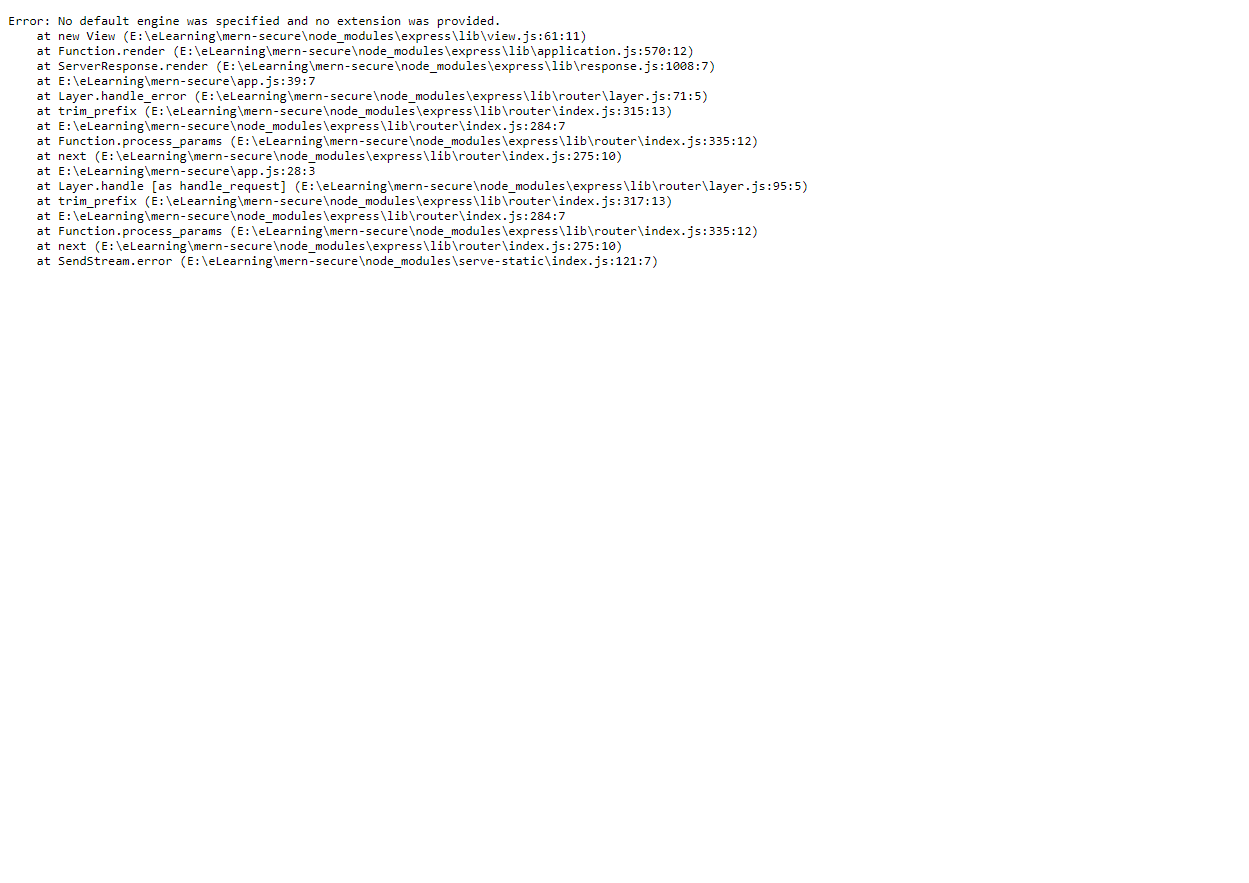 Error: No default engine was specified and no extension was provided.
at new View (E:\eLearning\mern-secure\node_modules\express\lib\view.js:61:11)
at Function.render (E:\eLearning\mern-secure\node_modules\express\lib\application.js:570:12)
at ServerResponse.render (E:\eLearning\mern-secure\node_modules\express\lib\response.js:1008:7)
at E:\eLearning\mern-secure\app.js:39:7
at Layer.handle_error (E:\eLearning\mern-secure\node_modules\express\lib\router\layer.js:71:5)
at trim_prefix (E:\eLearning\mern-secure\node_modules\express\lib\router\index.js:315:13)
at E:\eLearning\mern-secure\node_modules\express\lib\router\index.js:284:7
at Function.process_params (E:\eLearning\mern-secure\node_modules\express\lib\router\index.js:335:12)
at next (E:\eLearning\mern-secure\node_modules\express\lib\router\index.js:275:10)
at E:\eLearning\mern-secure\app.js:28:3
at Layer.handle [as handle_request] (E:\eLearning\mern-secure\node_modules\express\lib\router\layer.js:95:5)
at trim_prefix (E:\eLearning\mern-secure\node_modules\express\lib\router\index.js:317:13)
at E:\eLearning\mern-secure\node_modules\express\lib\router\index.js:284:7
at Function.process_params (E:\eLearning\mern-secure\node_modules\express\lib\router\index.js:335:12)
at next (E:\eLearning\mern-secure\node_modules\express\lib\router\index.js:275:10)
at SendStream.error (E:\eLearning\mern-secure\node_modules\serve-static\index.js:121:7)